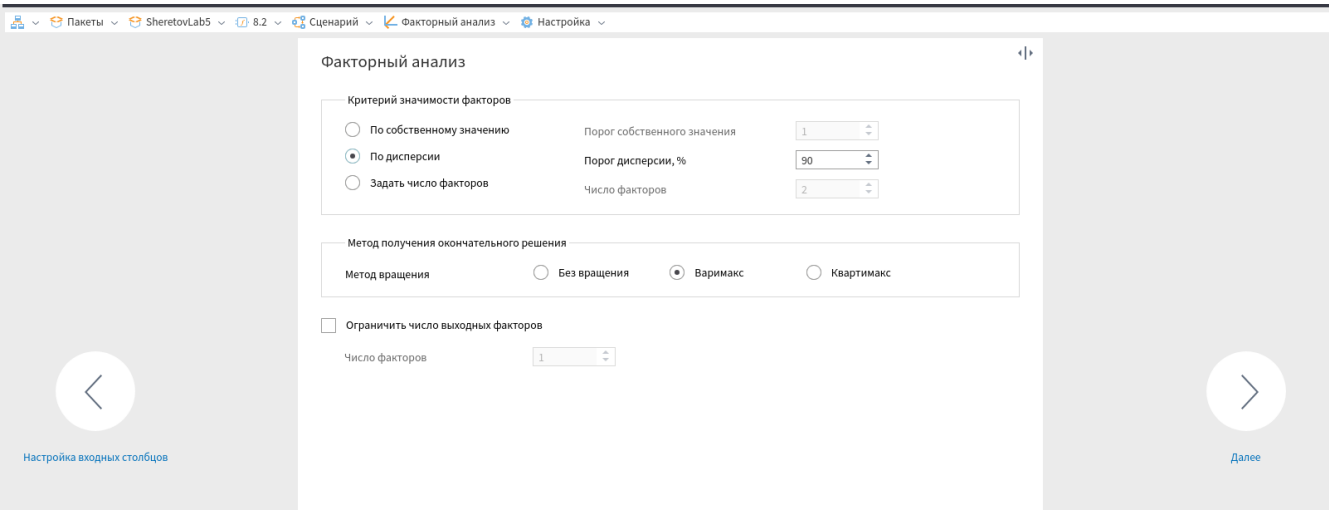 Пакеты SheretovLab5 8.2 Сценарий Факторный анализ Настройка
Факторный анализ
Критерий значимости факторов
По собственному значению Порог собственного значения 1
По дисперсии Порог дисперсии, % 90
Задать число факторов Число факторов 2
Метод получения окончательного решения
Метод вращения Без вращения Варимакс Квартимакс
Ограничить число выходных факторов
Число факторов 1
Настройка входных столбцов
Далее